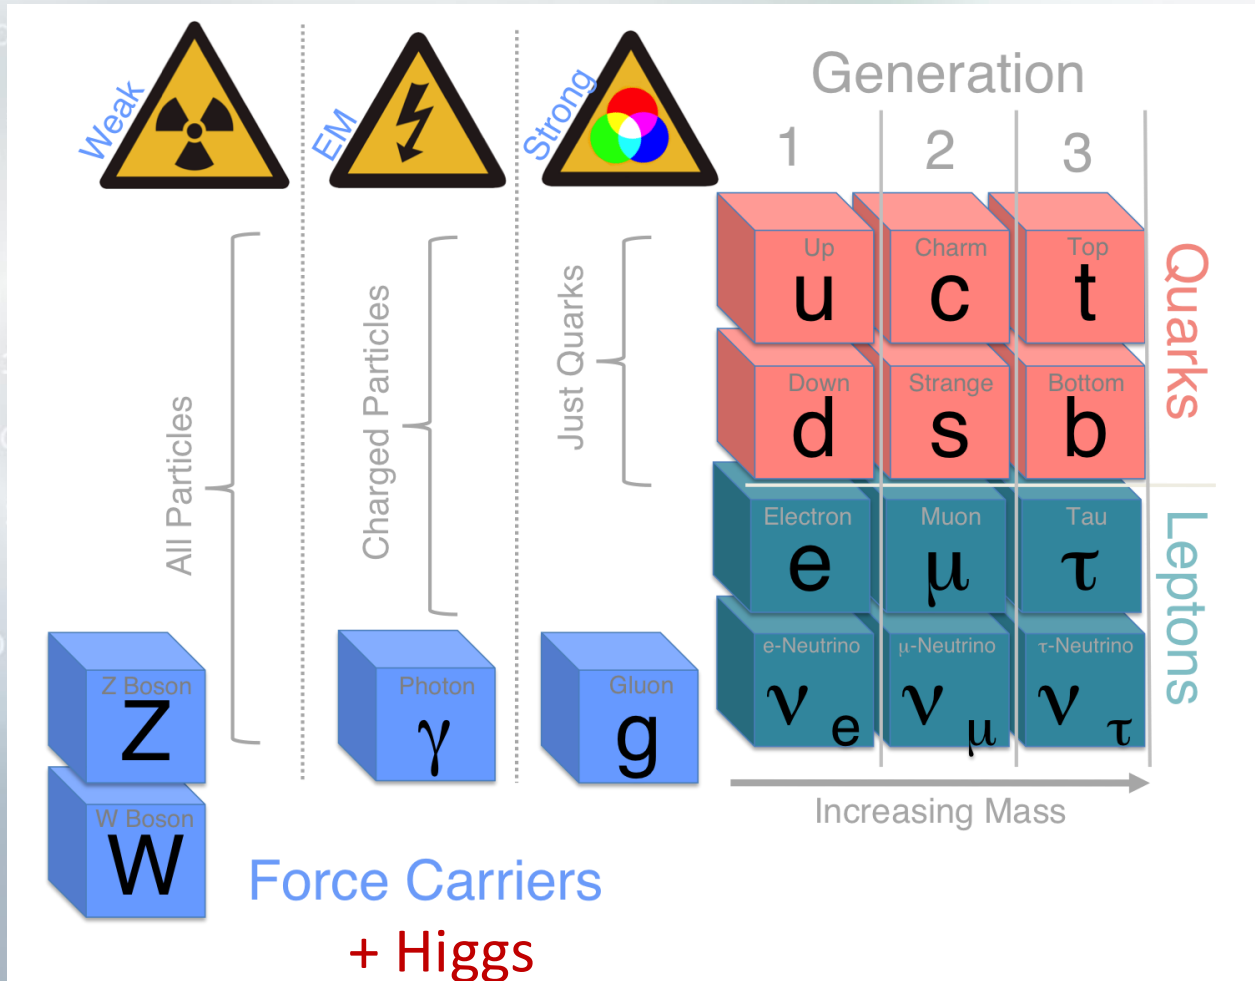 Weak
EM
Strong
Generation
1 2 3
All Particles
Charged Particles
Just Quarks
Up
u
Charm
c
Top
t
Down
d
Strange
s
Bottom
b
Quarks
Electron
e
Muon
μ
Tau
τ
e-Neutrino
ν e
μ-Neutrino
ν μ
τ-Neutrino
ν τ
Leptons
Increasing Mass
Z Boson
Z
W Boson
W
Photon
γ
Gluon
g
Force Carriers
+ Higgs